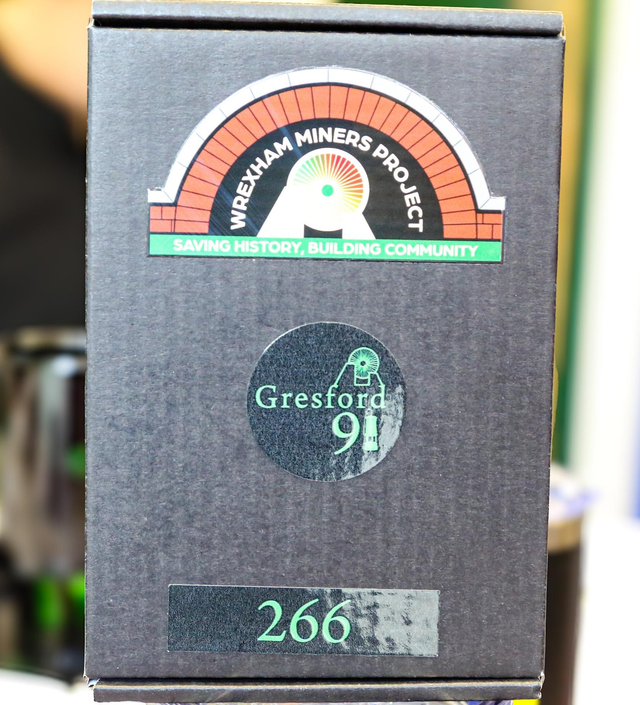 WREXHAM MINERS PROJECT
SAVING HISTORY, BUILDING COMMUNITY
Gresford
91
266